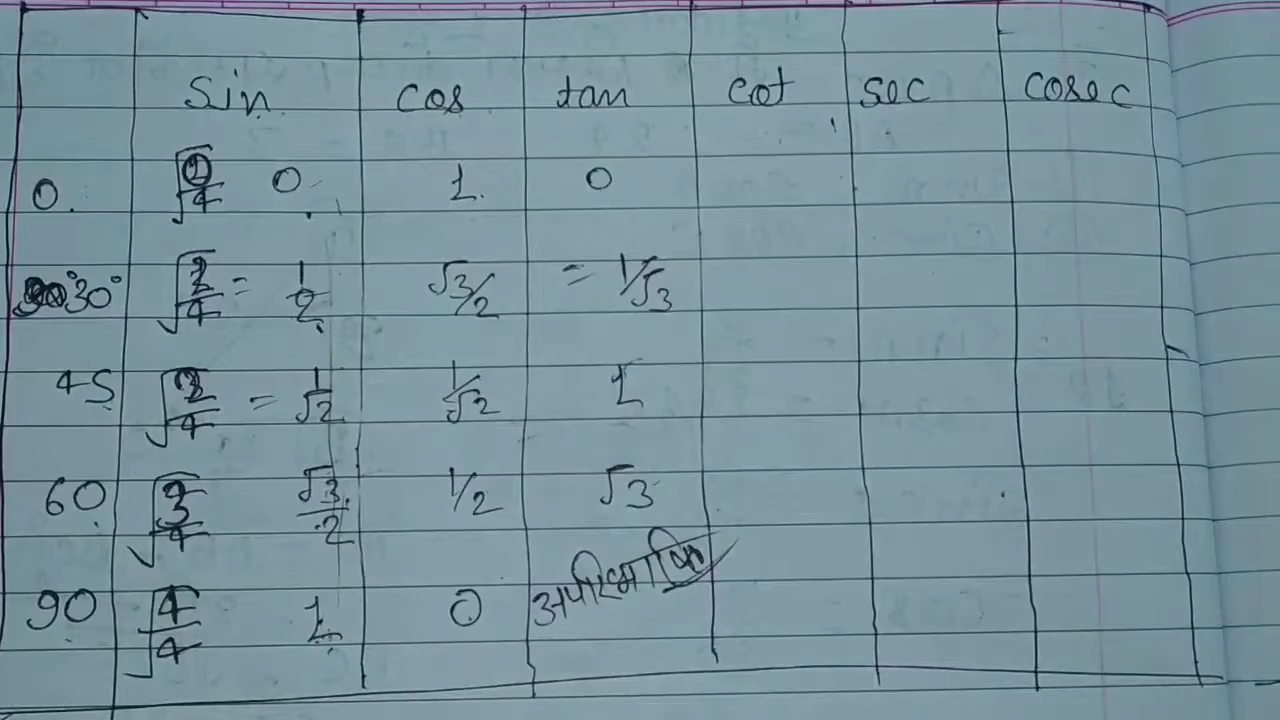 sin cos tan cot sec cosec
0. √0/4 0 1. 0
30° √1/4 = 1/2 √3/2 = 1/√3
45 √2/4 = 1/√2 1/√2 1
60 √3/4 √3/2 1/2 √3
90 √4/4 1 0